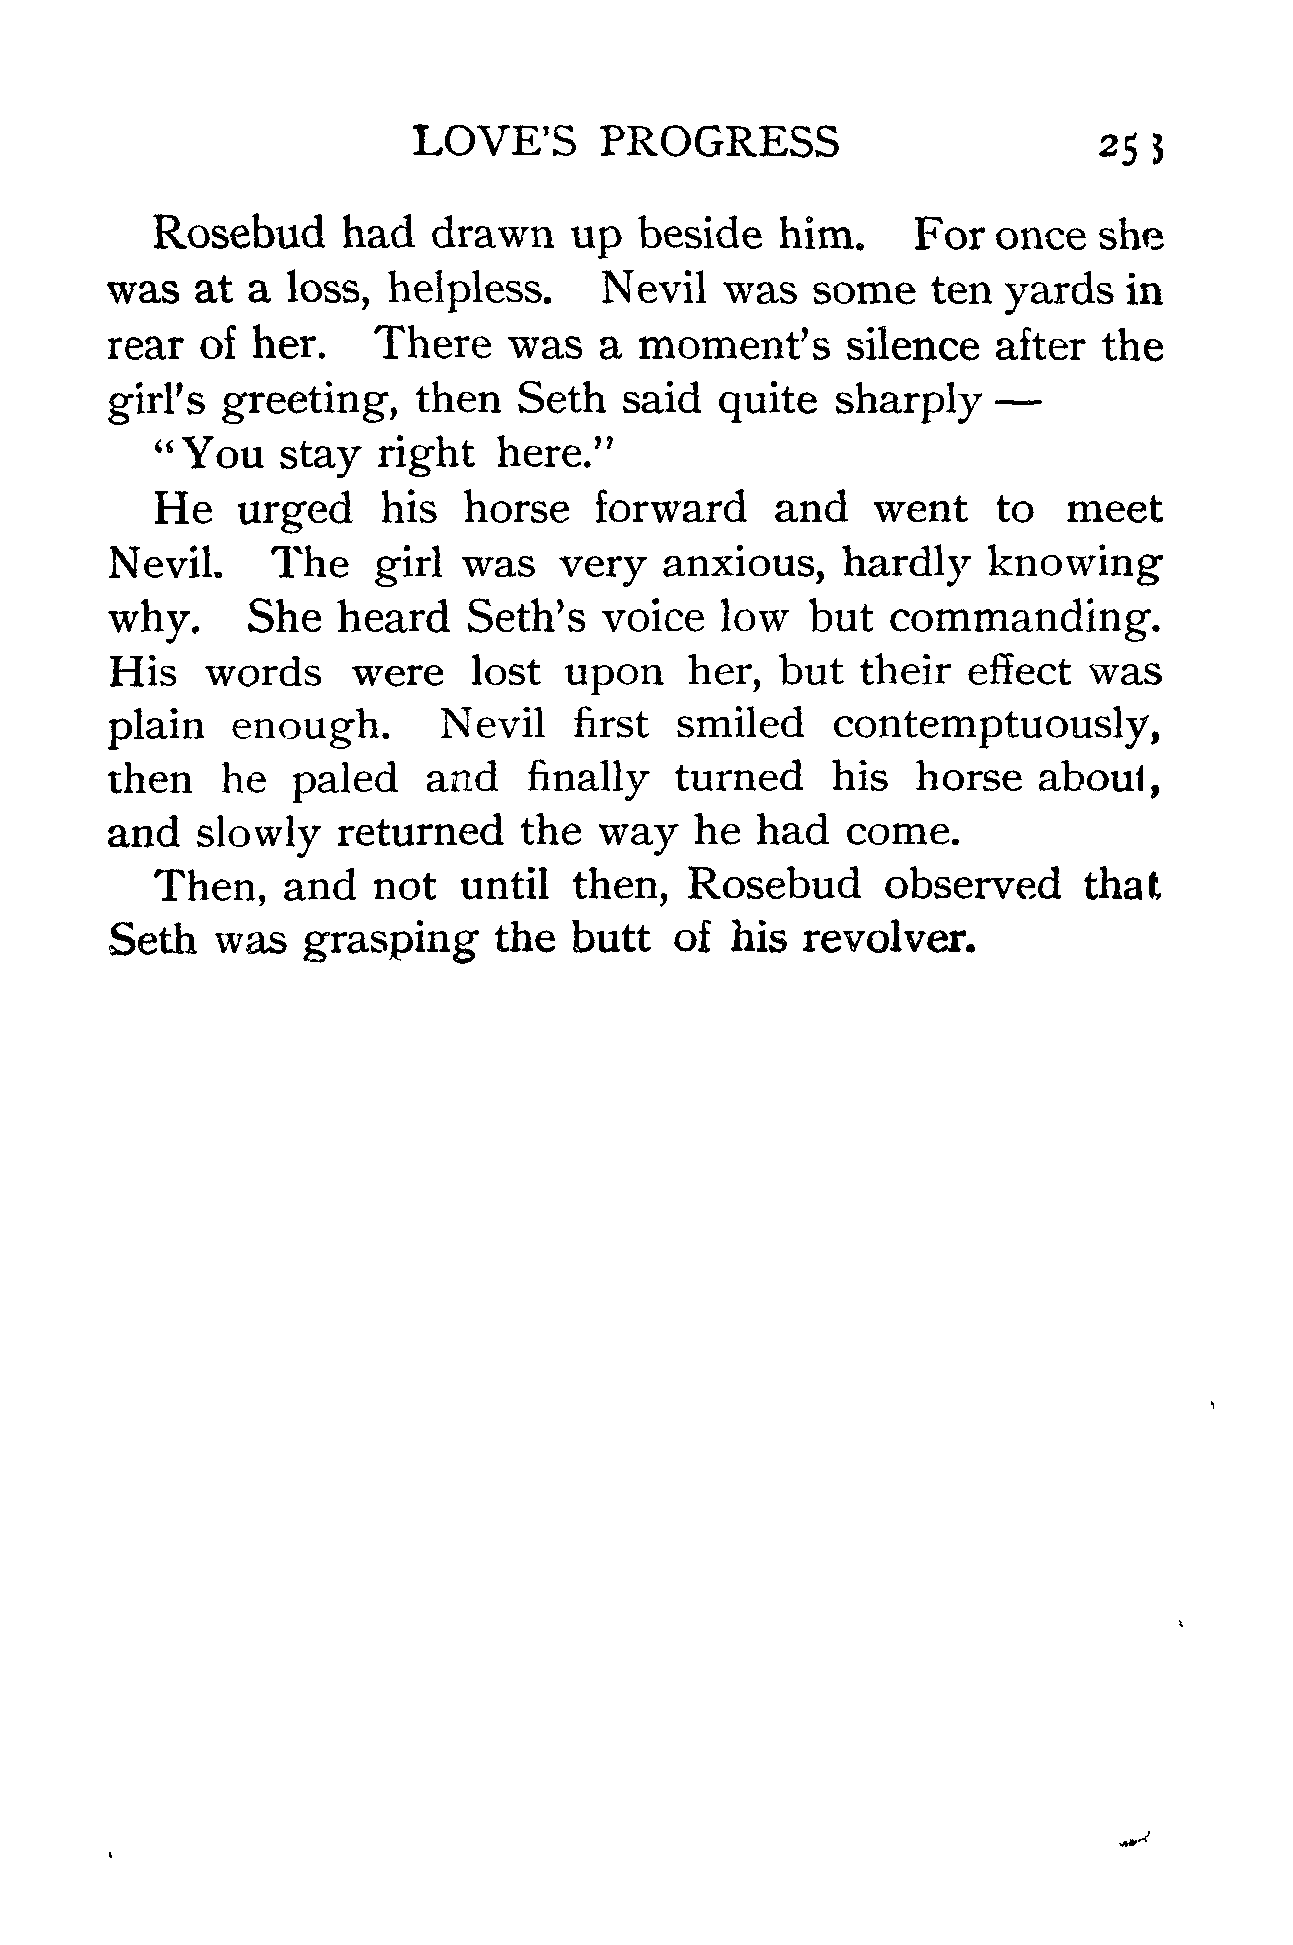 LOVE'S PROGRESS 253
Rosebud had drawn up beside him. For once she
was at a loss, helpless. Nevil was some ten yards in
rear of her. There was a moment's silence after the
girl's greeting, then Seth said quite sharply —
"You stay right here."
He urged his horse forward and went to meet
Nevil. The girl was very anxious, hardly knowing
why. She heard Seth's voice low but commanding.
His words were lost upon her, but their effect was
plain enough. Nevil first smiled contemptuously,
then he paled and finally turned his horse about,
and slowly returned the way he had come.
Then, and not until then, Rosebud observed that
Seth was grasping the butt of his revolver.